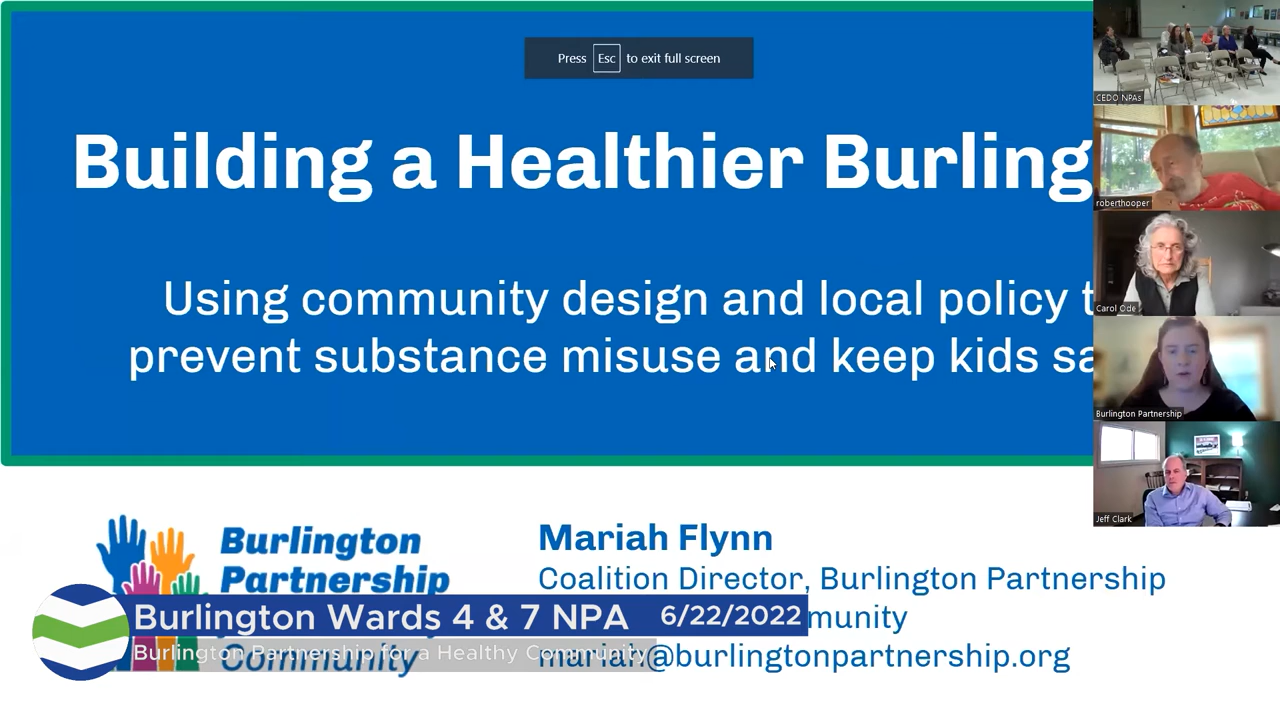 Press Esc to exit full screen
Building a Healthier Burling
Using community design and local policy t
prevent substance misuse and keep kids sa
CEDO NPAs
roberthooper
Carol Ode
Burlington Partnership
Jeff Clark
Burlington
Partnership
Community
Mariah Flynn
Coalition Director, Burlington Partnership
munity
mariah@burlingtonpartnership.org
Burlington Wards 4 & 7 NPA 6/22/2022
Burlington Partnership for a Healthy Community